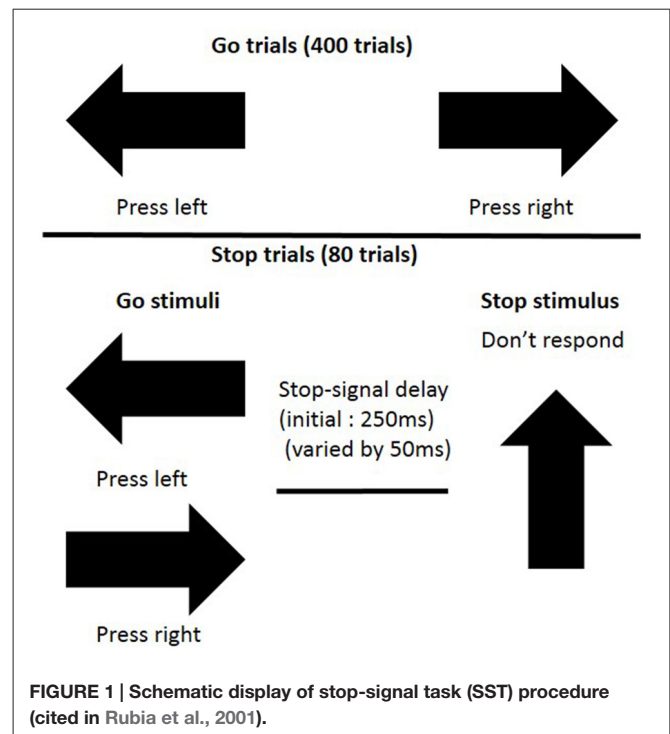 Go trials (400 trials)
Press left
Press right
Stop trials (80 trials)
Go stimuli
Stop stimulus
Don't respond
Stop-signal delay
(initial : 250ms)
(varied by 50ms)
Press left
Press right
FIGURE 1 | Schematic display of stop-signal task (SST) procedure
(cited in Rubia et al., 2001).